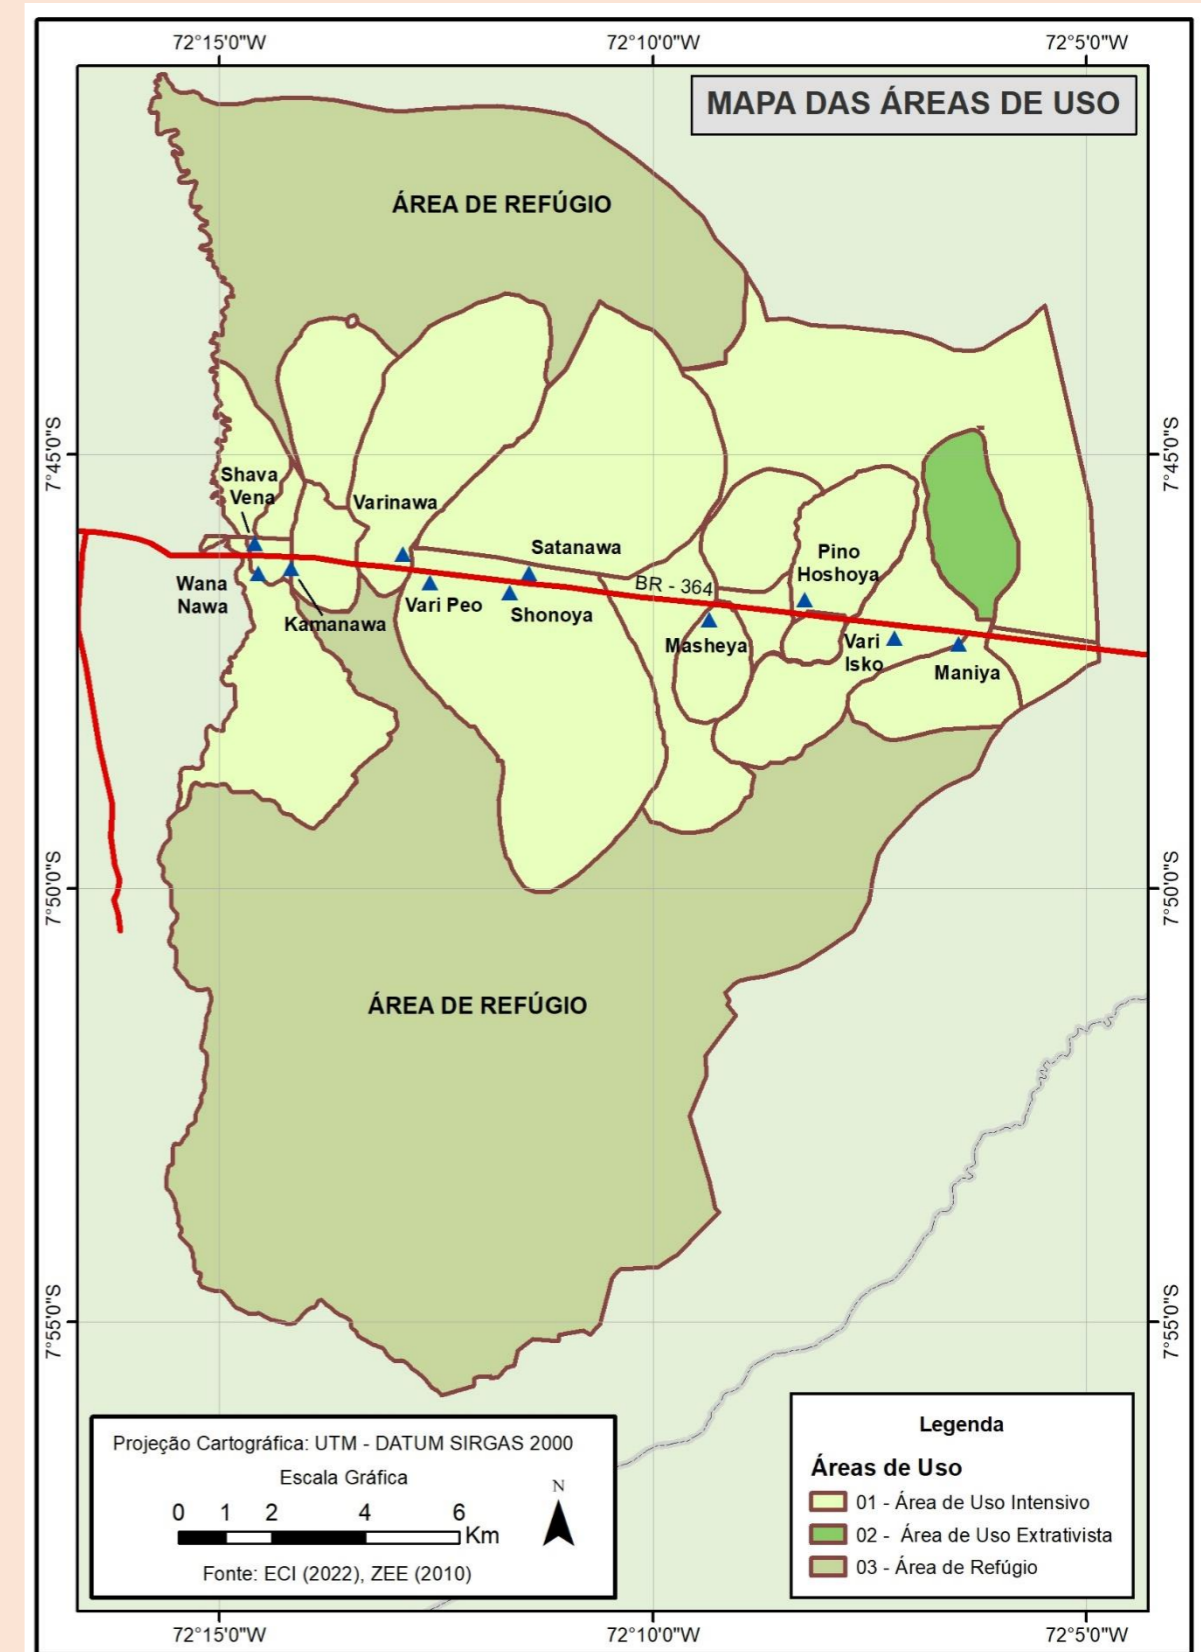 72°15'0"W 72°10'0"W 72°5'0"W
MAPA DAS ÁREAS DE USO
ÁREA DE REFÚGIO
7°45'0"S 7°45'0"S
Shava
Vena
Varinawa
Satanawa
Pino
Hoshoya
BR - 364
Wana
Nawa
Vari Peo
Shonoya
Kamanawa
Masheya
Vari
Isko
Maniya
7°50'0"S 7°50'0"S
ÁREA DE REFÚGIO
7°55'0"S 7°55'0"S
Projeção Cartográfica: UTM - DATUM SIRGAS 2000
Escala Gráfica
N
0 1 2 4 6
Km
Fonte: ECI (2022), ZEE (2010)
Legenda
Áreas de Uso
01 - Área de Uso Intensivo
02 - Área de Uso Extrativista
03 - Área de Refúgio
72°15'0"W 72°10'0"W 72°5'0"W